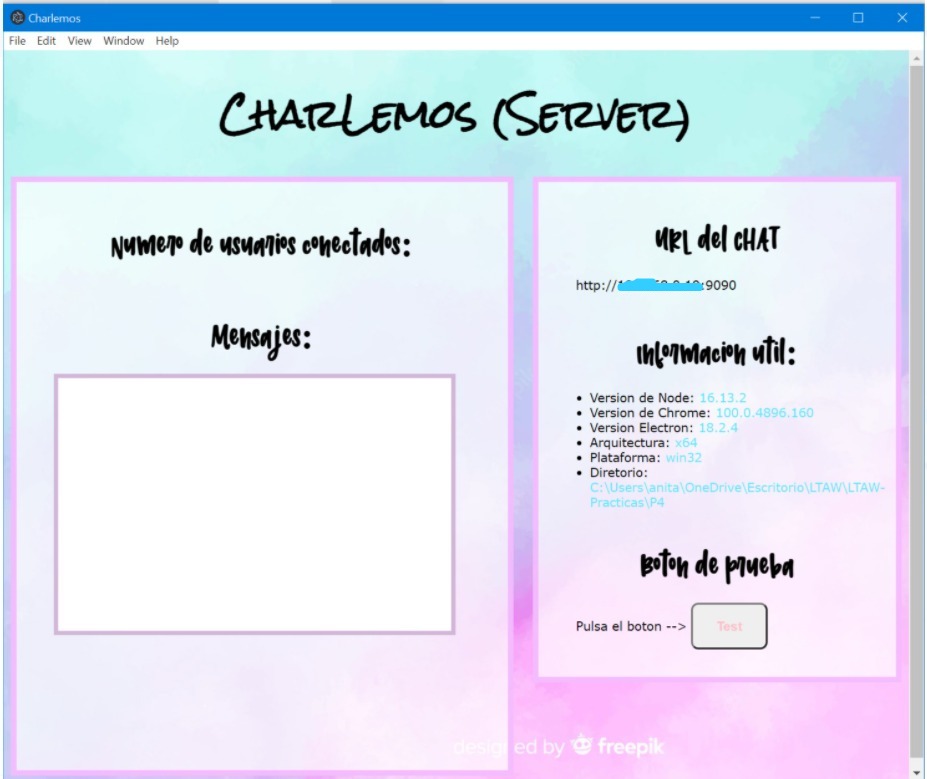 Charlemos
File Edit View Window Help
CharLemos (Server)
Numero de usuarios conectados:
Mensajes:
URL del CHAT
http:// :9090
Informacion util:
• Version de Node: 16.13.2
• Version de Chrome: 100.0.4896.160
• Version Electron: 18.2.4
• Arquitectura: x64
• Plataforma: win32
• Diretorio:
C:\Users\anita\OneDrive\Escritorio\LTAW\LTAW-
Practicas\P4
Boton de prueba
Pulsa el boton --> Test
designed by freepik